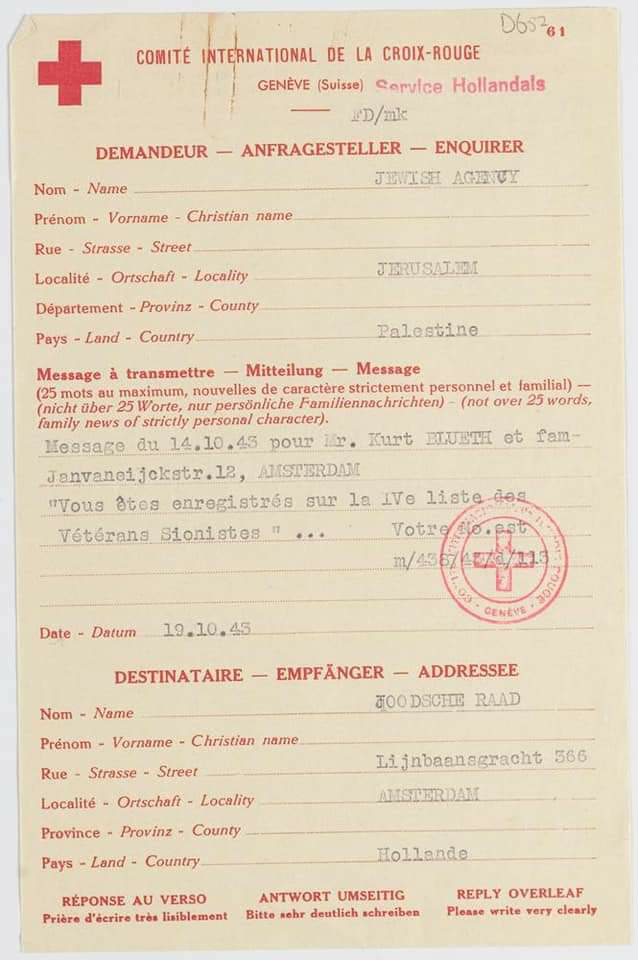 D652
61
COMITÉ INTERNATIONAL DE LA CROIX-ROUGE
GENÈVE (Suisse) Service Hollandais
FD/mk
DEMANDEUR — ANFRAGESTELLER — ENQUIRER
Nom - Name JEWISH AGENCY
Prénom - Vorname - Christian name
Rue - Strasse - Street
Localité - Ortschaft - Locality JERUSALEM
Département - Provinz - County
Pays - Land - Country Palestine
Message à transmettre — Mitteilung — Message
(25 mots au maximum, nouvelles de caractère strictement personnel et familial) —
(nicht über 25 Worte, nur persönliche Familiennachrichten) - (not over 25 words,
family news of strictly personal character).
Message du 14.10.43 pour Mr. Kurt BLUETH et fam-
Janvaneijckstr.12, AMSTERDAM
"Vous êtes enregistrés sur la IVe liste des
Vétérans Sionistes " ... Votre No.est
m/438/43/d/113
GENÈVE
Date - Datum 19.10.43
DESTINATAIRE — EMPFÄNGER — ADDRESSEE
Nom - Name JOODSCHE RAAD
Prénom - Vorname - Christian name
Rue - Strasse - Street Lijnbaansgracht 366
Localité - Ortschaft - Locality AMSTERDAM
Province - Provinz - County
Pays - Land - Country Hollande
RÉPONSE AU VERSO ANTWORT UMSEITIG REPLY OVERLEAF
Prière d'écrire très lisiblement Bitte sehr deutlich schreiben Please write very clearly